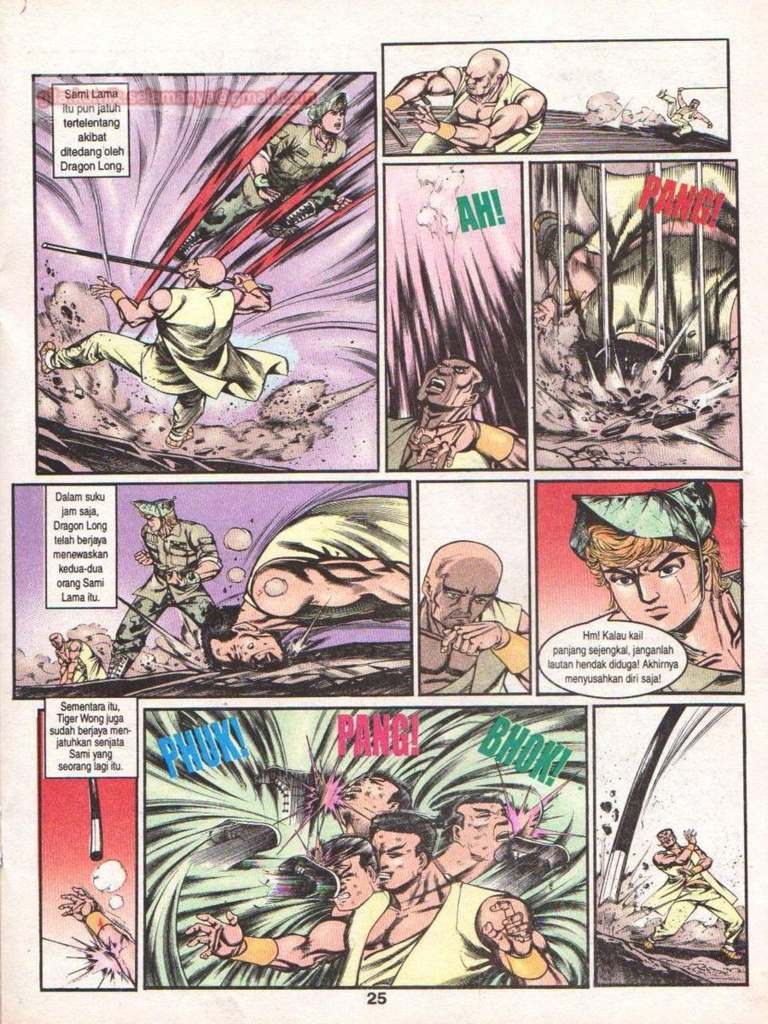 Sami Lama
itu pun jatuh
tertelentang
akibat
ditedang oleh
Dragon Long.
AH!
PANG!
Dalam suku
jam saja,
Dragon Long
telah berjaya
menewaskan
kedua-dua
orang Sami
Lama itu.
Hm! Kalau kail
panjang sejengkal, janganlah
lautan hendak diduga! Akhirnya
menyusahkan diri saja!
Sementara itu,
Tiger Wong juga
sudah berjaya men-
jatuhkan senjata
Sami yang
seorang lagi itu.
PHUK!
PANG!
BHUK!
25